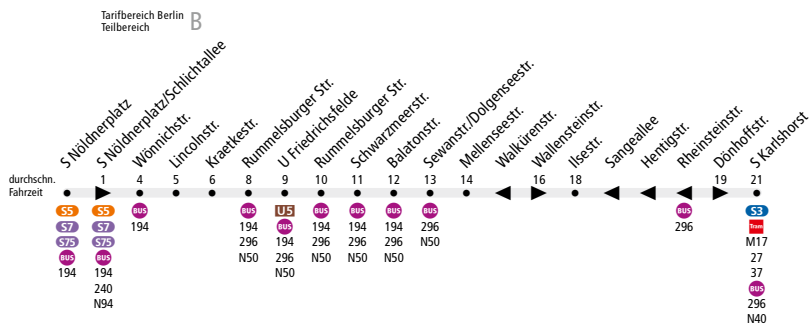 Tarifbereich Berlin
Teilbereich
B
S Nöldnerplatz
S Nöldnerplatz/Schlichtallee
Wönnichstr.
Lincolnstr.
Kraetkestr.
Rummelsburger Str.
U Friedrichsfelde
Rummelsburger Str.
Schwarzmeerstr.
Balatonstr.
Sewanstr./Dolgenseestr.
Mellenseestr.
Walkürenstr.
Wallensteinstr.
Ilsestr.
Sangeallee
Hentigstr.
Rheinsteinstr.
Dönhoffstr.
S Karlshorst
durchschn.
Fahrzeit
1 4 5 6 8 9 10 11 12 13 14 16 18 19 21
S5
S7
S75
BUS
194
S5
S7
S75
BUS
194
240
N94
BUS
194
BUS
194
296
N50
U5
BUS
194
296
N50
BUS
194
296
N50
BUS
194
296
N50
BUS
194
296
N50
BUS
296
N50
BUS
296
S3
Tram
M17
27
37
BUS
296
N40